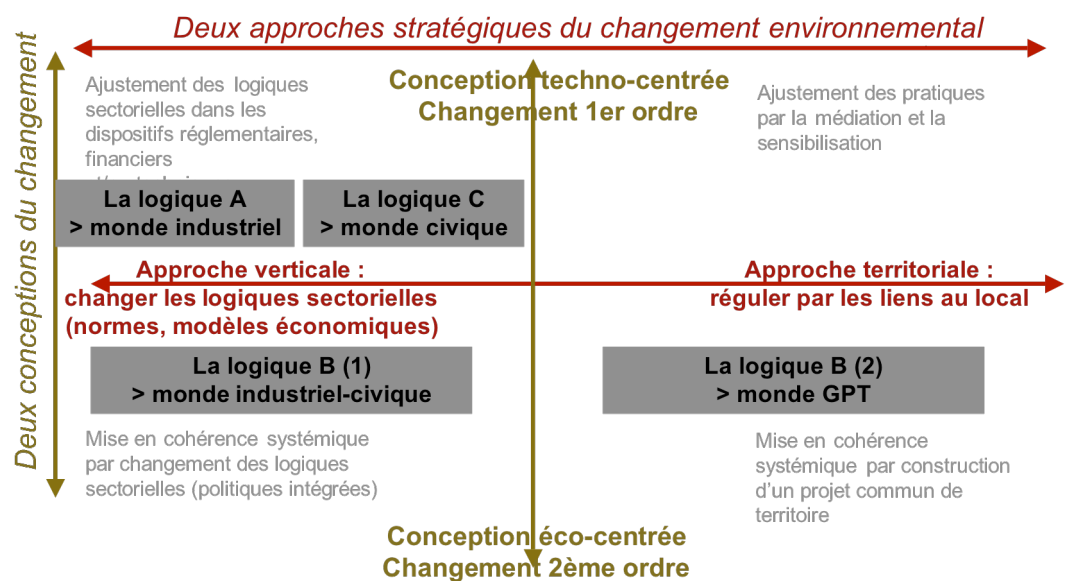 Deux approches stratégiques du changement environnemental
Deux conceptions du changement
Conception techno-centrée
Changement 1er ordre
Ajustement des logiques
sectorielles dans les
dispositifs réglementaires,
financiers
Ajustement des pratiques
par la médiation et la
sensibilisation
La logique A
> monde industriel
La logique C
> monde civique
Approche verticale :
changer les logiques sectorielles
(normes, modèles économiques)
Approche territoriale :
réguler par les liens au local
La logique B (1)
> monde industriel-civique
La logique B (2)
> monde GPT
Mise en cohérence systémique
par changement des logiques
sectorielles (politiques intégrées)
Mise en cohérence
systémique par construction
d’un projet commun de
territoire
Conception éco-centrée
Changement 2ème ordre